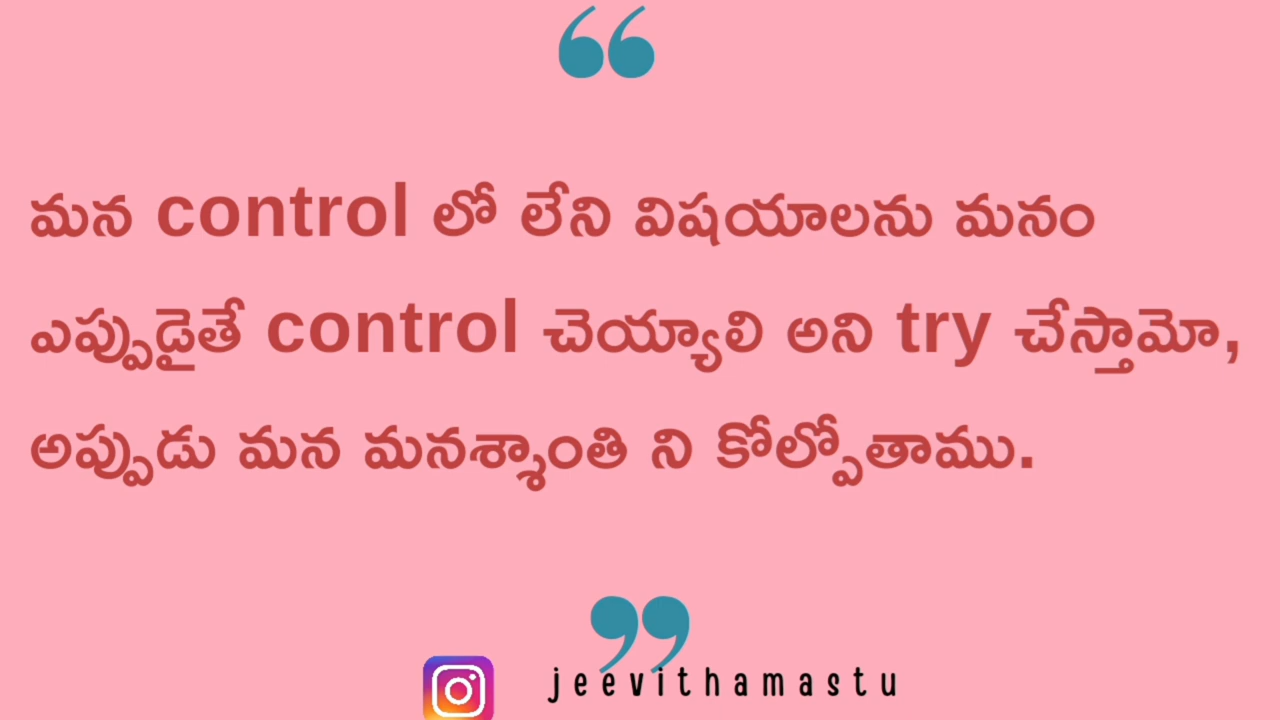 “
మన control లో లేని విషయాలను మనం
ఎప్పుడైతే control చెయ్యాలి అని try చేస్తామో,
అప్పుడు మన మనశ్శాంతి ని కోల్పోతాము.
”
jeevithamastu